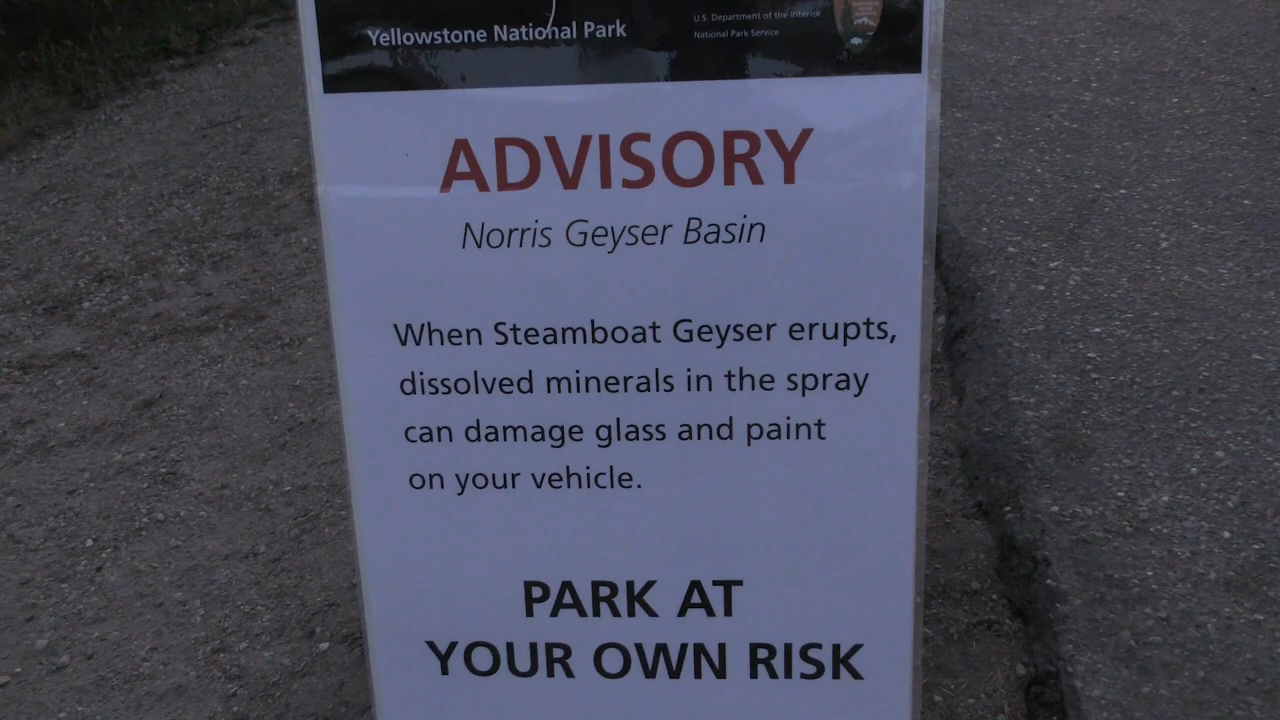 Yellowstone National Park
U.S. Department of the Interior
National Park Service
ADVISORY
Norris Geyser Basin
When Steamboat Geyser erupts,
dissolved minerals in the spray
can damage glass and paint
on your vehicle.
PARK AT
YOUR OWN RISK